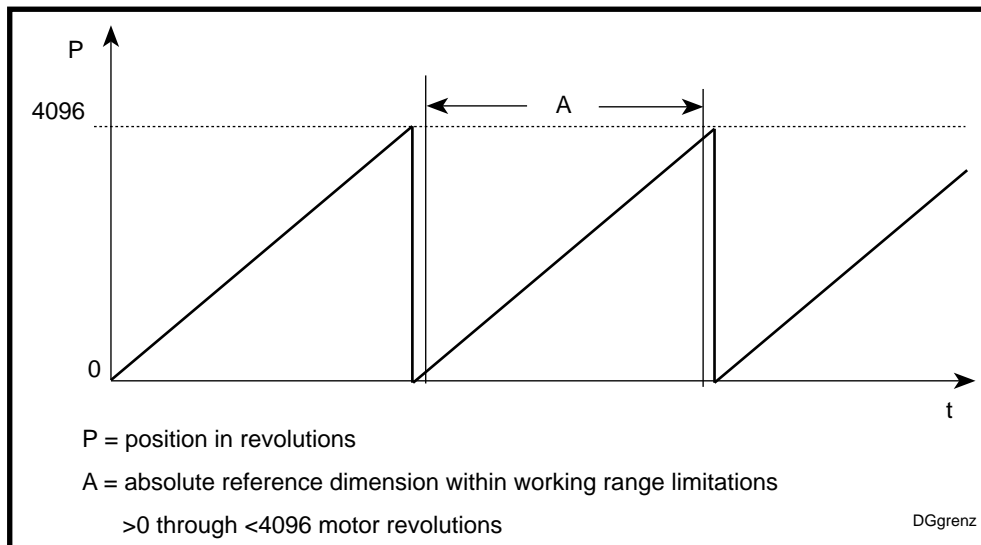 P
4096
A
0
t
P = position in revolutions
A = absolute reference dimension within working range limitations
>0 through <4096 motor revolutions
DGgrenz